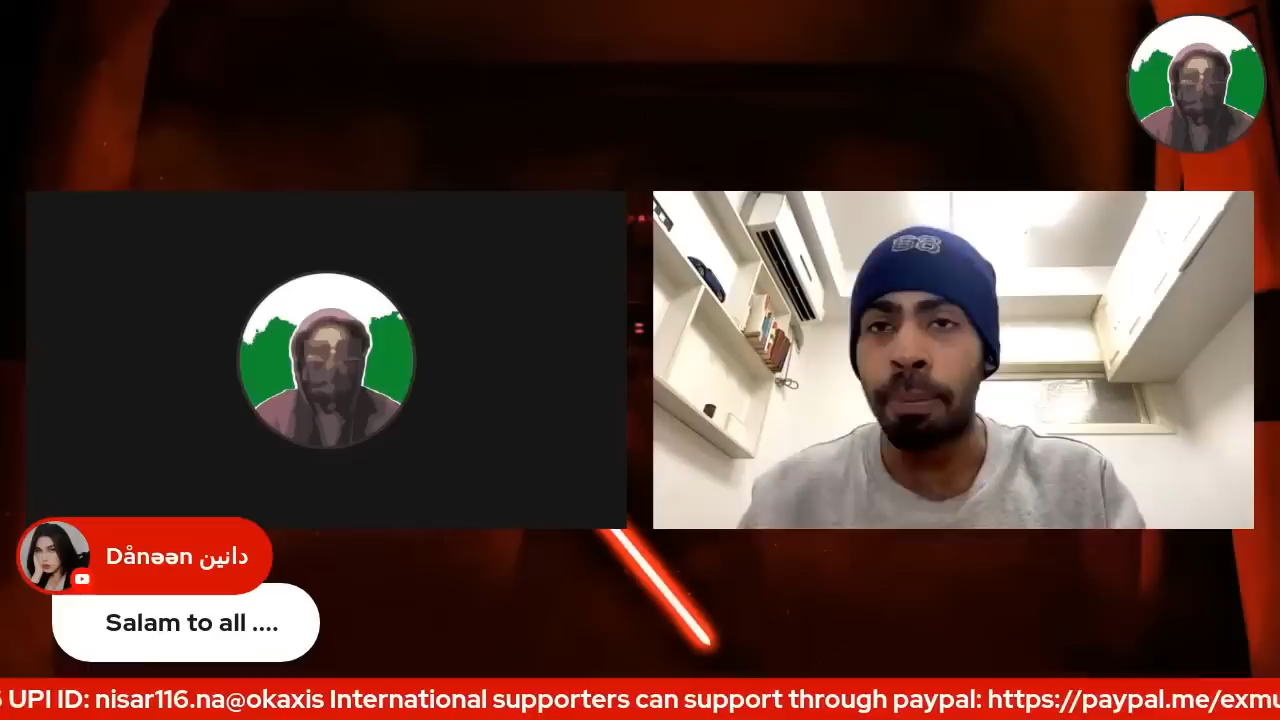 Dånəən دانين
Salam to all ....
UPI ID: nisar116.na@okaxis International supporters can support through paypal: https://paypal.me/exmu